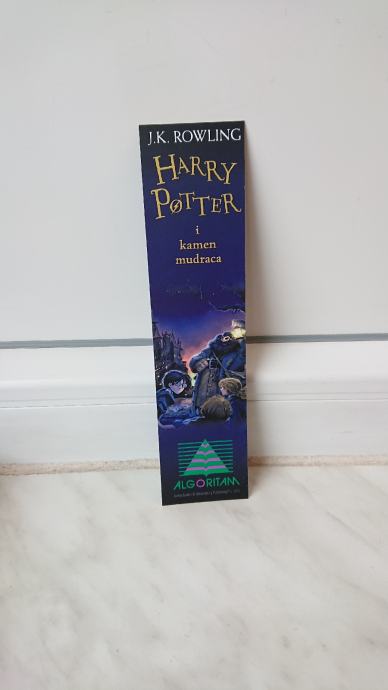 J.K. ROWLING
HARRY
POTTER
i
kamen
mudraca
ALGORITAM